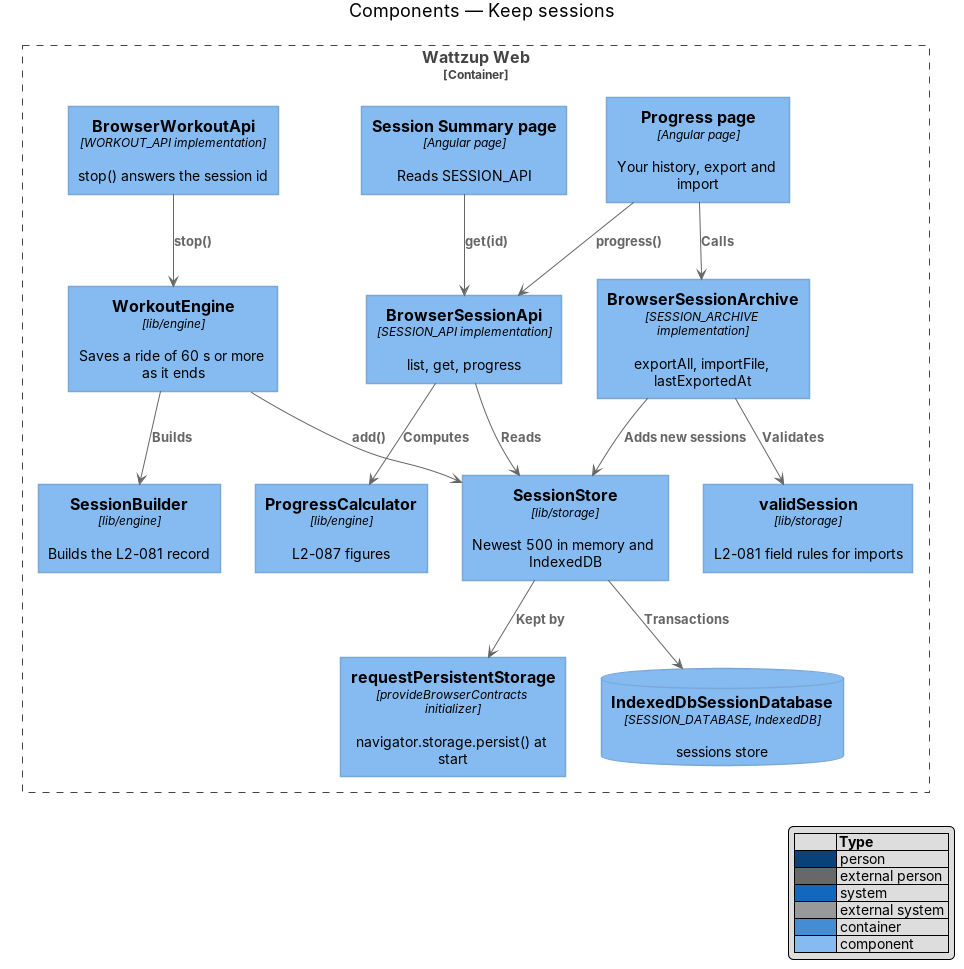 Components — Keep sessions
Wattzup Web
[Container]
BrowserWorkoutApi
[WORKOUT_API implementation]
stop() answers the session id
Session Summary page
[Angular page]
Reads SESSION_API
Progress page
[Angular page]
Your history, export and
import
stop()
get(id)
progress()
Calls
WorkoutEngine
[lib/engine]
Saves a ride of 60 s or more
as it ends
BrowserSessionApi
[SESSION_API implementation]
list, get, progress
BrowserSessionArchive
[SESSION_ARCHIVE
implementation]
exportAll, importFile,
lastExportedAt
Builds
add()
Computes
Reads
Adds new sessions
Validates
SessionBuilder
[lib/engine]
Builds the L2-081 record
ProgressCalculator
[lib/engine]
L2-087 figures
SessionStore
[lib/storage]
Newest 500 in memory and
IndexedDB
validSession
[lib/storage]
L2-081 field rules for imports
Kept by
Transactions
requestPersistentStorage
[provideBrowserContracts
initializer]
navigator.storage.persist() at
start
IndexedDbSessionDatabase
[SESSION_DATABASE, IndexedDB]
sessions store
Type
person
external person
system
external system
container
component